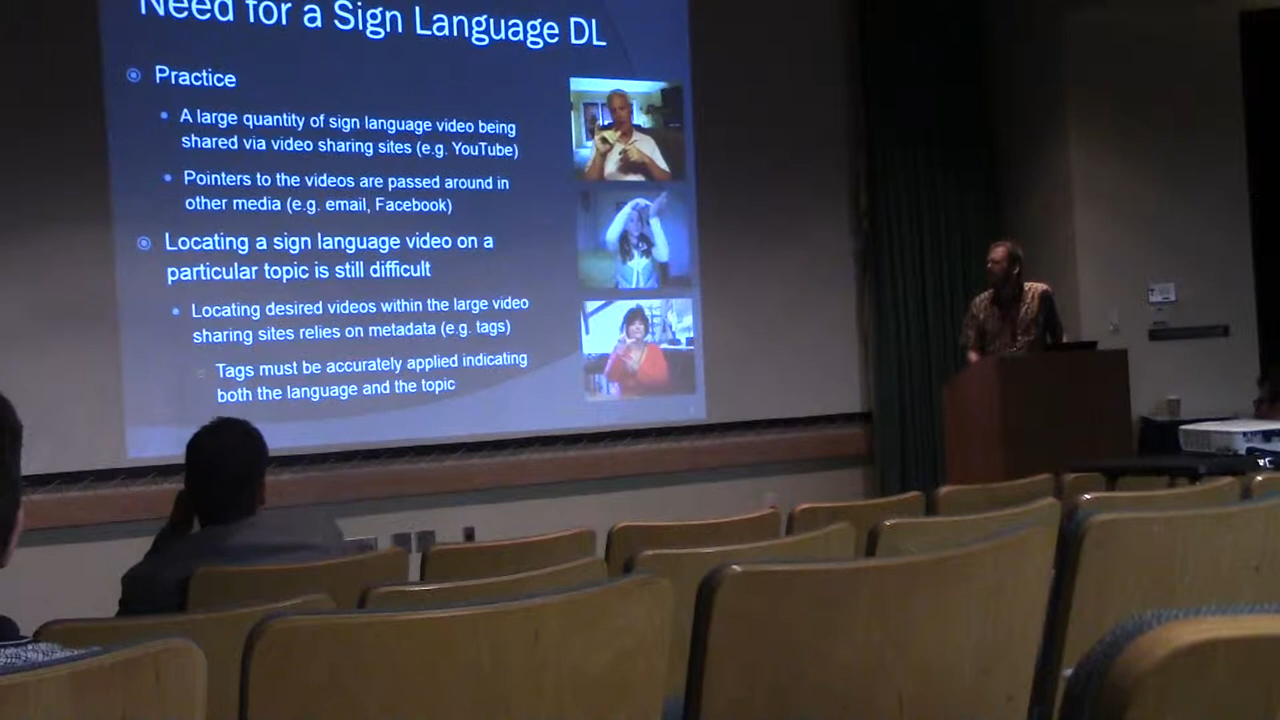 Need for a Sign Language DL
Practice
A large quantity of sign language video being
shared via video sharing sites (e.g. YouTube)
Pointers to the videos are passed around in
other media (e.g. email, Facebook)
Locating a sign language video on a
particular topic is still difficult
Locating desired videos within the large video
sharing sites relies on metadata (e.g. tags)
Tags must be accurately applied indicating
both the language and the topic